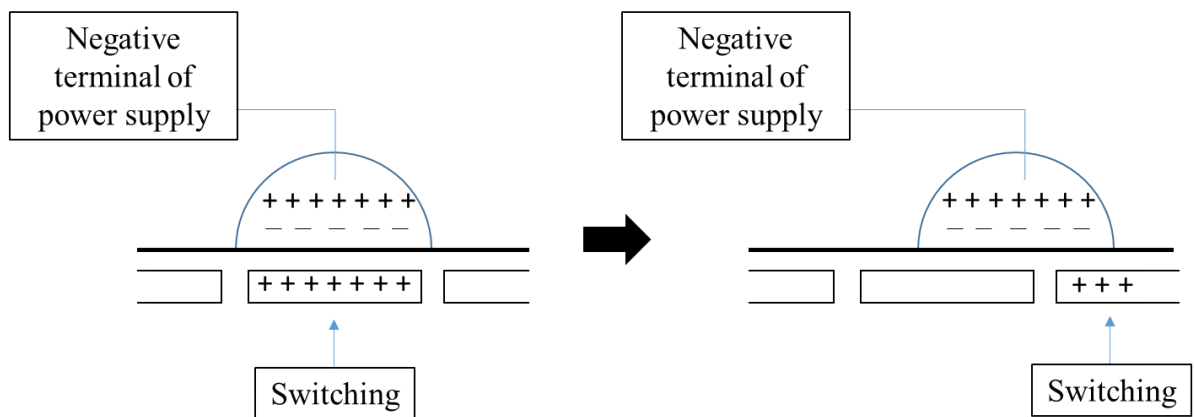 Negative
terminal of
power supply
Negative
terminal of
power supply
+ + + + + + +
+ + + + + + +
— — — — —
— — — — —
+ + + + + + +
+ + +
Switching
Switching